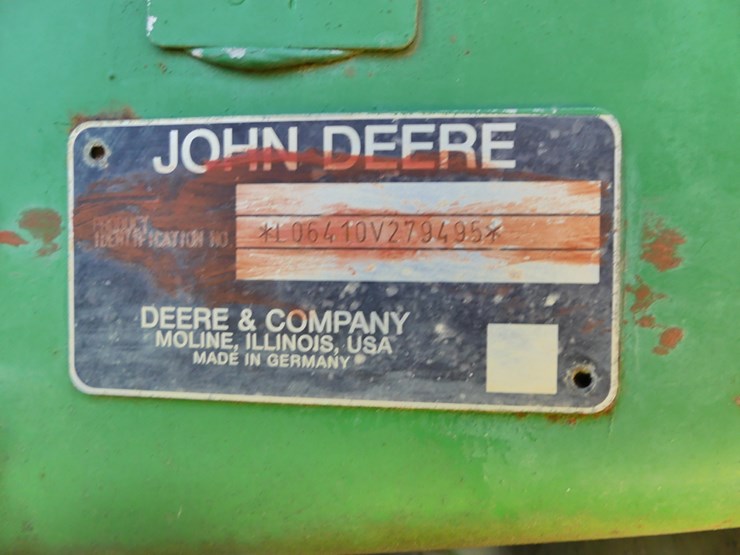 JOHN DEERE
PRODUCT
IDENTIFICATION NO.
*L06410V279495*
DEERE & COMPANY
MOLINE, ILLINOIS, USA
MADE IN GERMANY